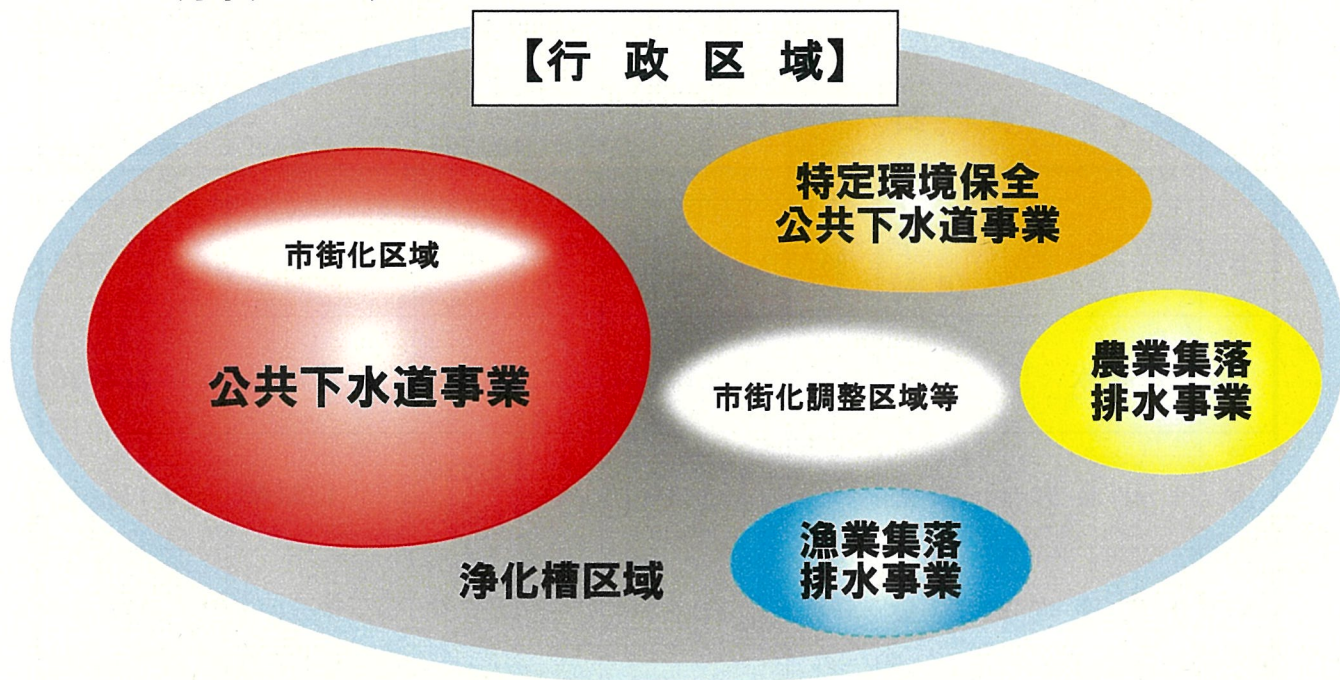 【行政区域】
特定環境保全
公共下水道事業
市街化区域
公共下水道事業
市街化調整区域等
農業集落
排水事業
漁業集落
排水事業
浄化槽区域